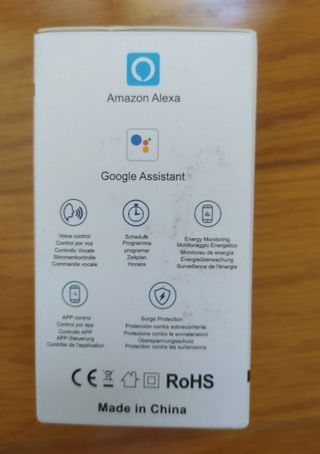 Amazon Alexa
Google Assistant
Voice control
Control por voz
Controllo Vocale
Stimmenkontrolle
Commande vocale
Schedule
Programme
programer
Zeitplan
Horaire
Energy Monitoring
Monitoraggio Energetico
Monitoreo de energía
Energieüberwachung
Surveillance de l'énergie
APP control
Control por app
Controllo APP
APP-Steuerung
Contrôle de l'application
Surge Protection
Protección contra sobrecorriente
Protezione contro le sovratensioni
Überspannungsschutz
Protection contre les surtensions
CE RoHS
Made in China